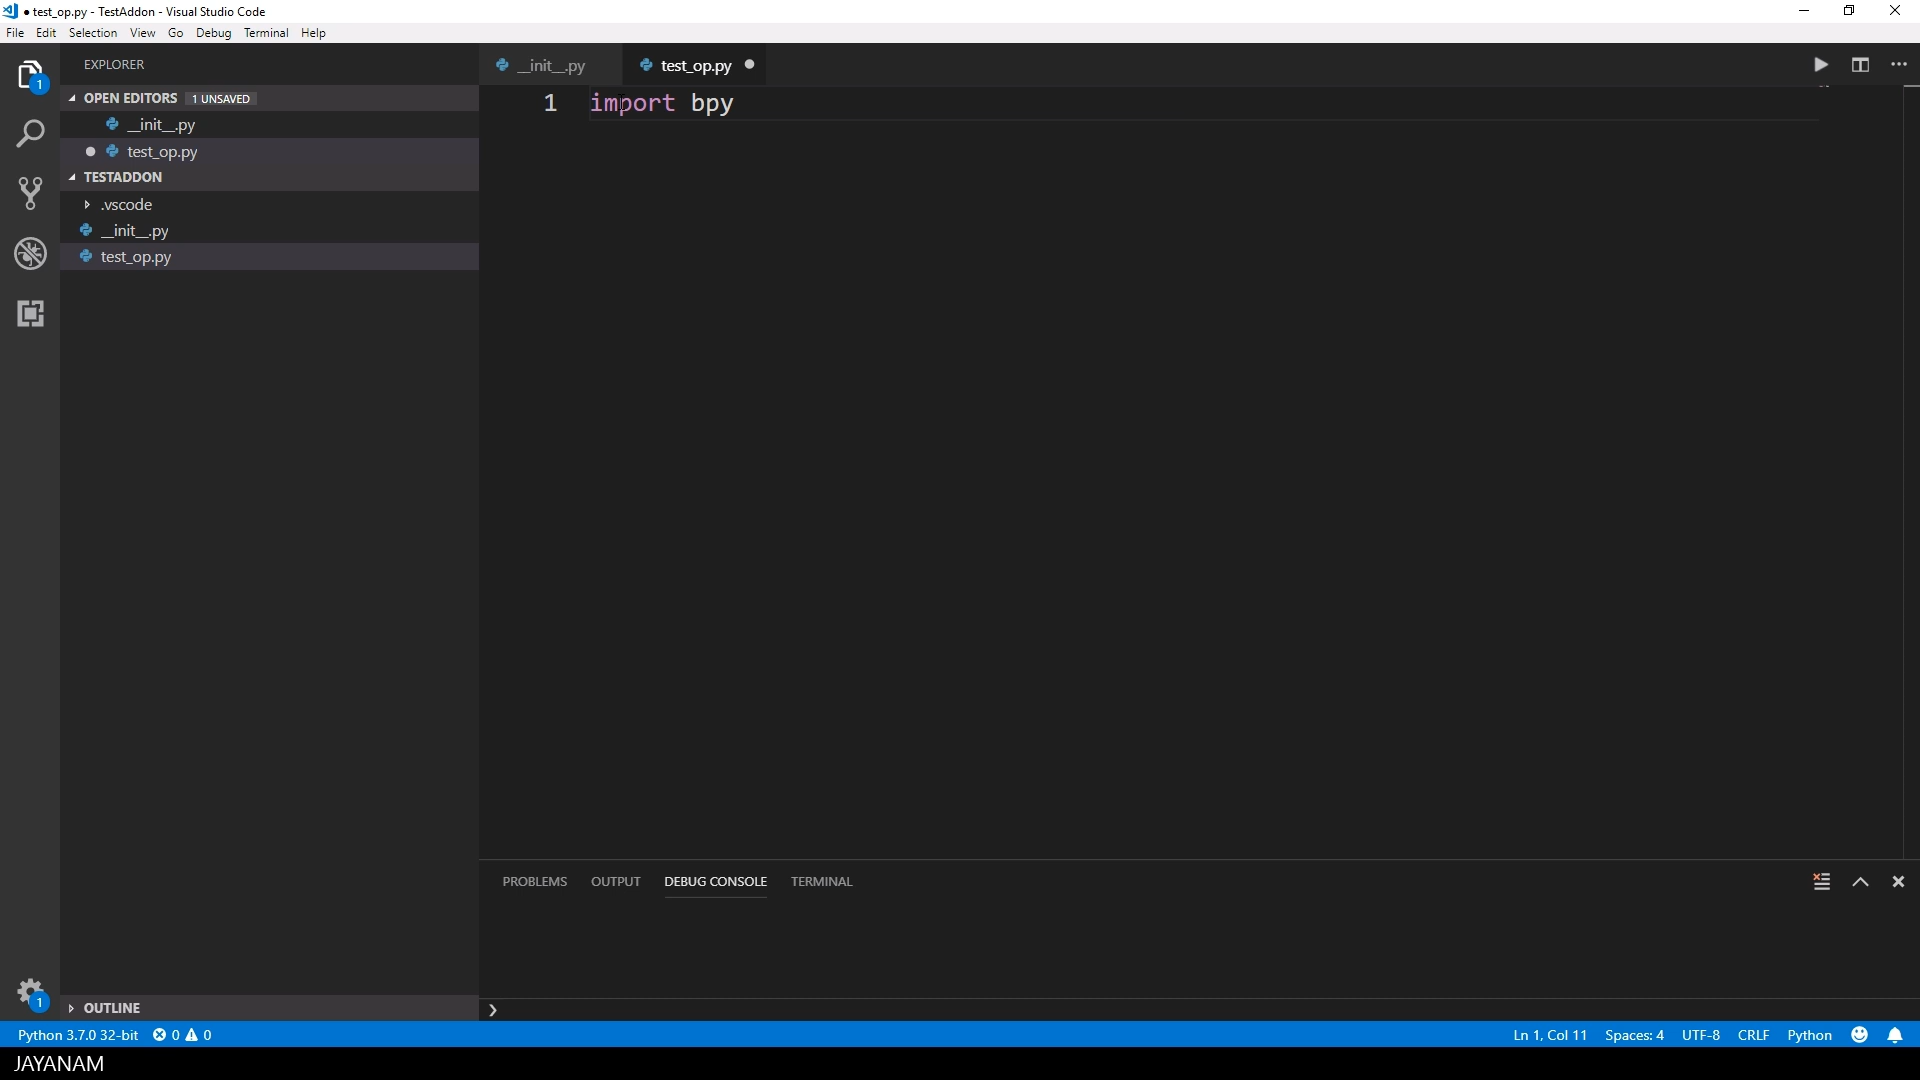 ● test_op.py - TestAddon - Visual Studio Code
File Edit Selection View Go Debug Terminal Help
1
EXPLORER
OPEN EDITORS 1 UNSAVED
__init__.py
test_op.py
TESTADDON
.vscode
__init__.py
test_op.py
OUTLINE
1
__init__.py test_op.py
1 import bpy
PROBLEMS OUTPUT DEBUG CONSOLE TERMINAL
Python 3.7.0 32-bit 0 0 Ln 1, Col 11 Spaces: 4 UTF-8 CRLF Python
JAYANAM